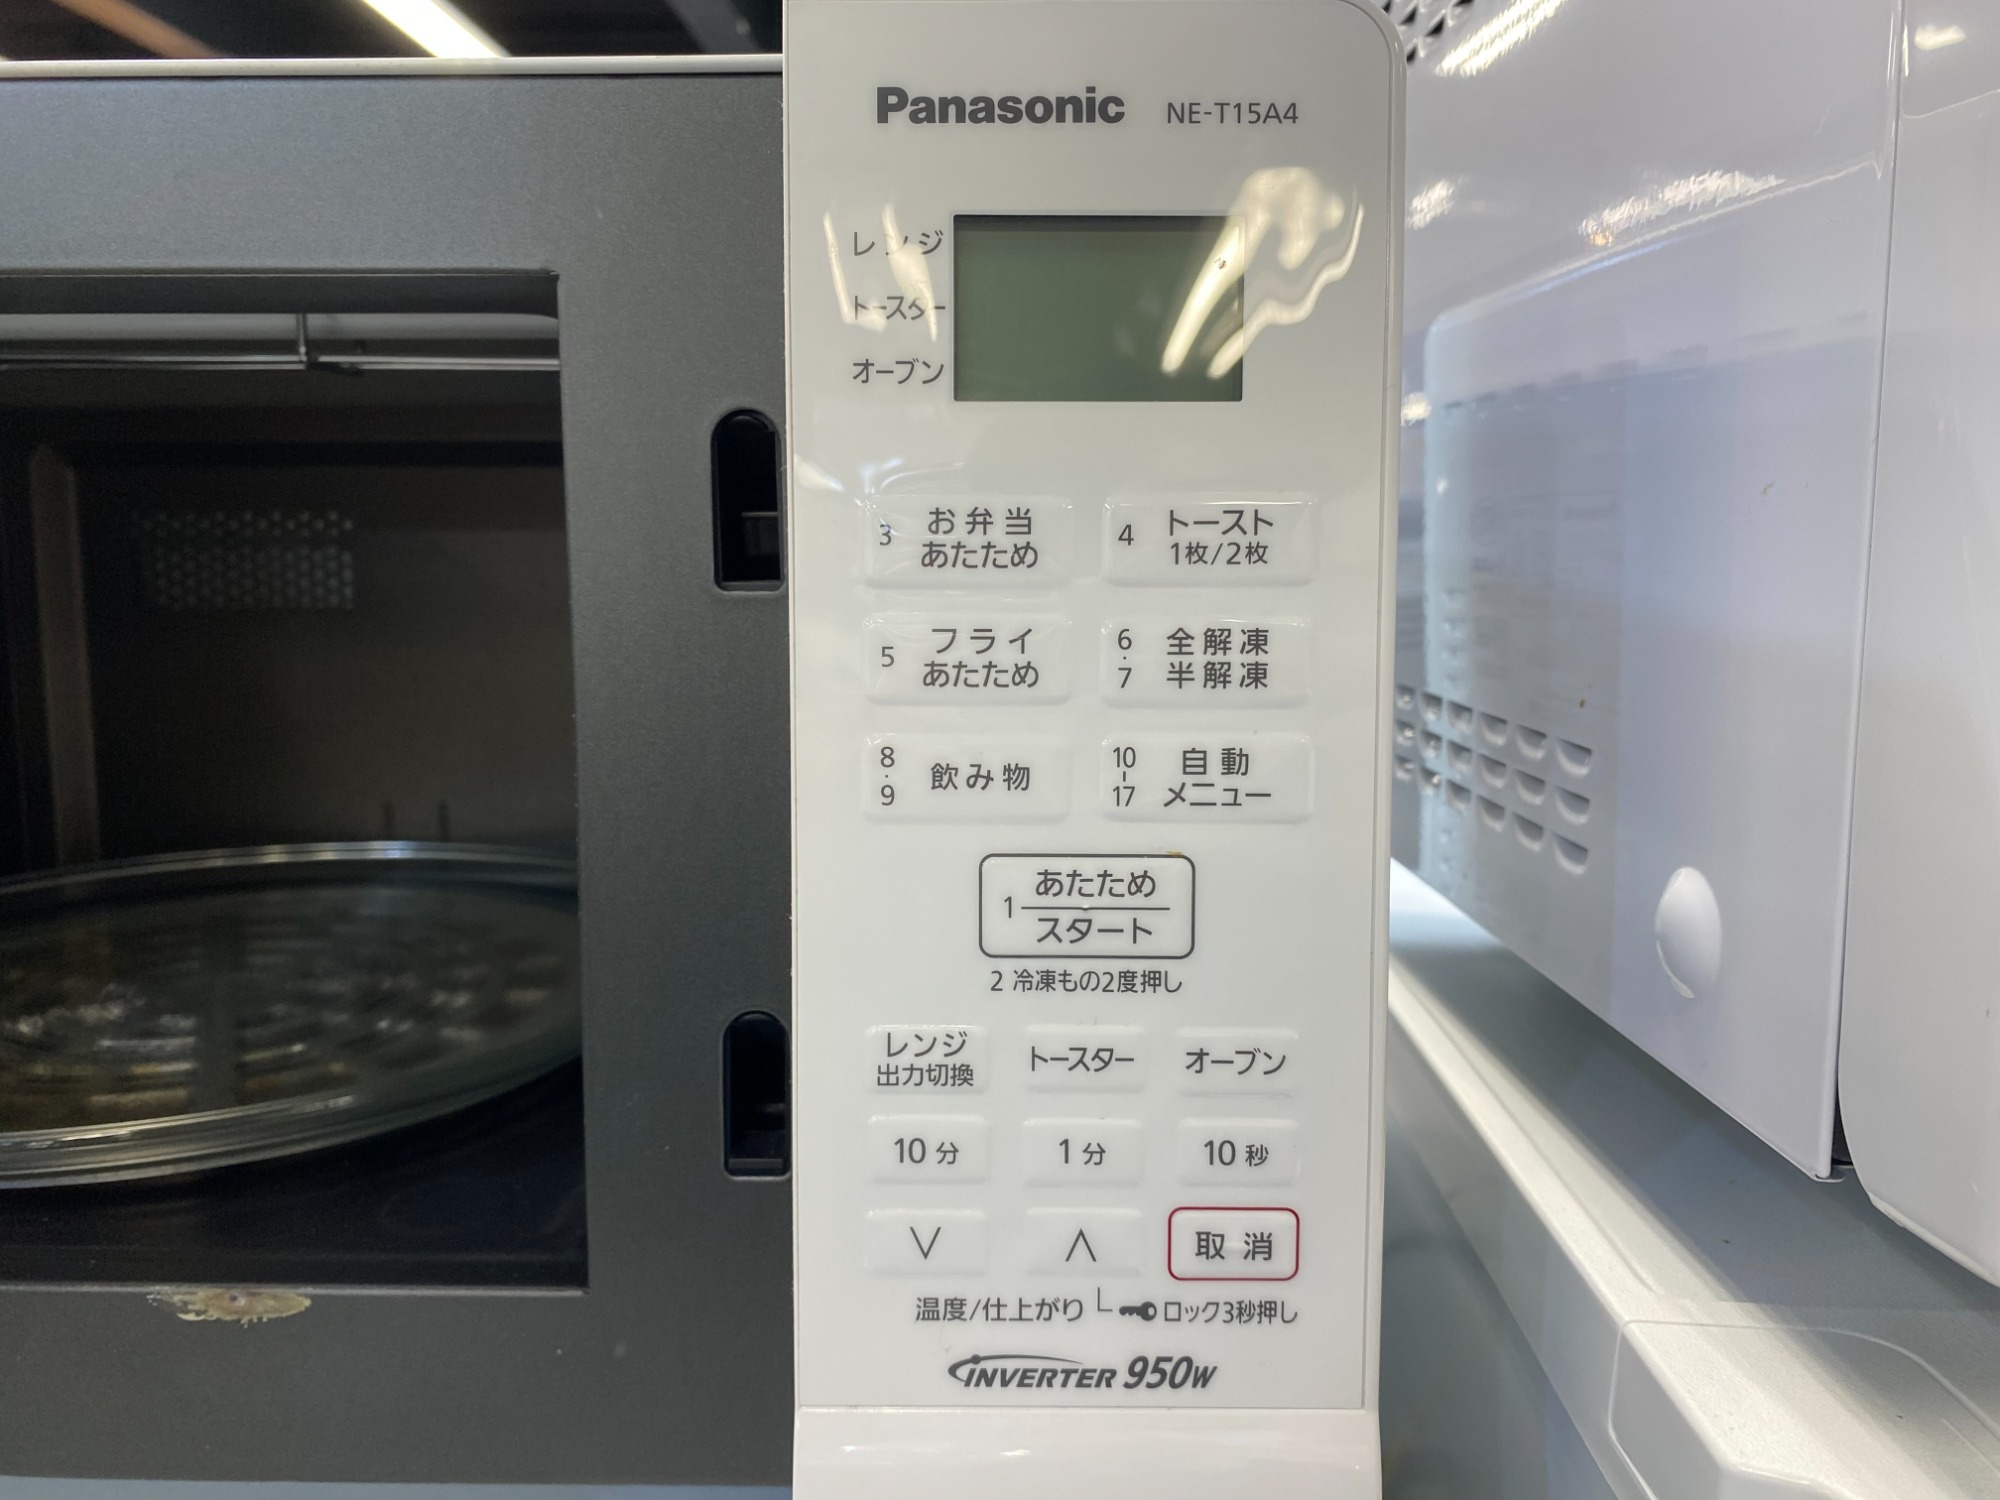 Panasonic NE-T15A4
レンジ
トースター
オーブン
3 お弁当 あたため
4 トースト 1枚/2枚
5 フライ あたため
6・7 全解凍 半解凍
8・9 飲み物
10-17 自動 メニュー
1 あたため スタート
2 冷凍もの2度押し
レンジ 出力切換
トースター
オーブン
10分
1分
10秒
∨
∧
取消
温度/仕上がり
ロック3秒押し
INVERTER 950W